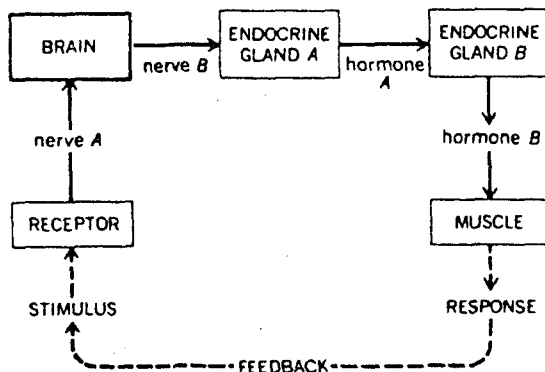 BRAIN
nerve B
ENDOCRINE
GLAND A
hormone
A
ENDOCRINE
GLAND B
nerve A
hormone B
RECEPTOR
MUSCLE
STIMULUS
RESPONSE
FEEDBACK